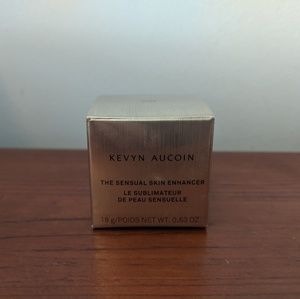 KEVYN AUCOIN
THE SENSUAL SKIN ENHANCER
LE SUBLIMATEUR
DE PEAU SENSUELLE
18 g/POIDS NET WT. 0.63 OZ